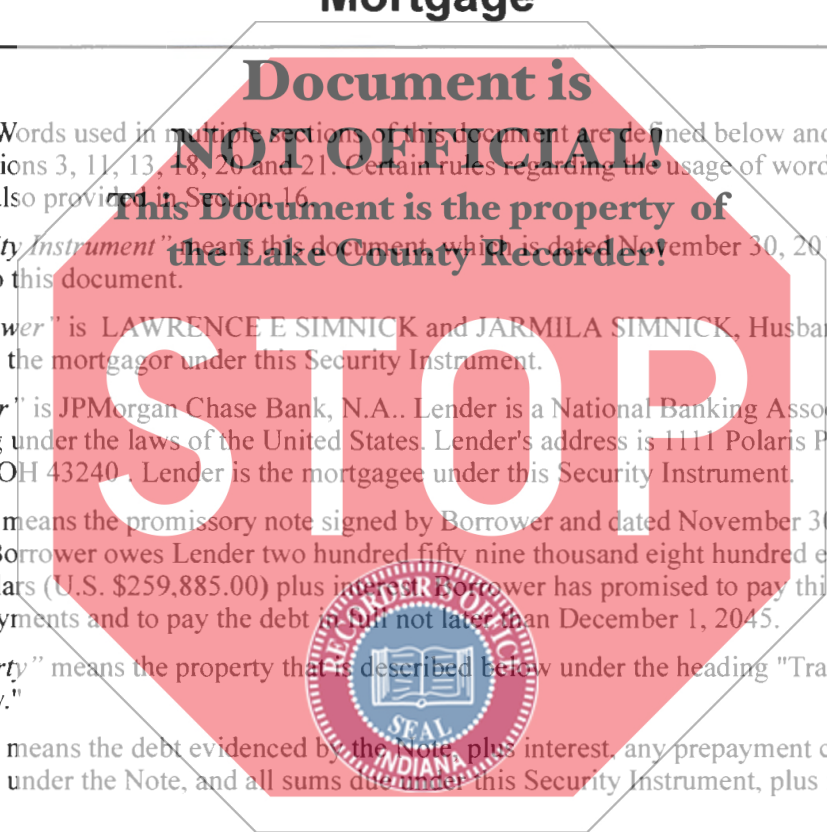 Mortgage
Document is
Words used in multiple sections of this document are defined below and
NOT OFFICIAL!
ions 3, 11, 13, 18, 20 and 21. Certain rules regarding the usage of word
lso provided in Section 16.
This Document is the property of
ty Instrument" means this document, which is dated November 30, 20
the Lake County Recorder!
this document.
wer" is LAWRENCE E SIMNICK and JARMILA SIMNICK, Husba
the mortgagor under this Security Instrument.
r" is JPMorgan Chase Bank, N.A.. Lender is a National Banking Asso
under the laws of the United States. Lender's address is 1111 Polaris P
OH 43240 . Lender is the mortgagee under this Security Instrument.
STOP
means the promissory note signed by Borrower and dated November 30
Borrower owes Lender two hundred fifty nine thousand eight hundred e
ars (U.S. $259,885.00) plus interest. Borrower has promised to pay thi
yments and to pay the debt in full not later than December 1, 2045.
rty" means the property that is described below under the heading "Tra
y."
means the debt evidenced by the Note, plus interest, any prepayment c
under the Note, and all sums due under this Security Instrument, plus
RECORDER'S OFFICE
SEAL
INDIANA